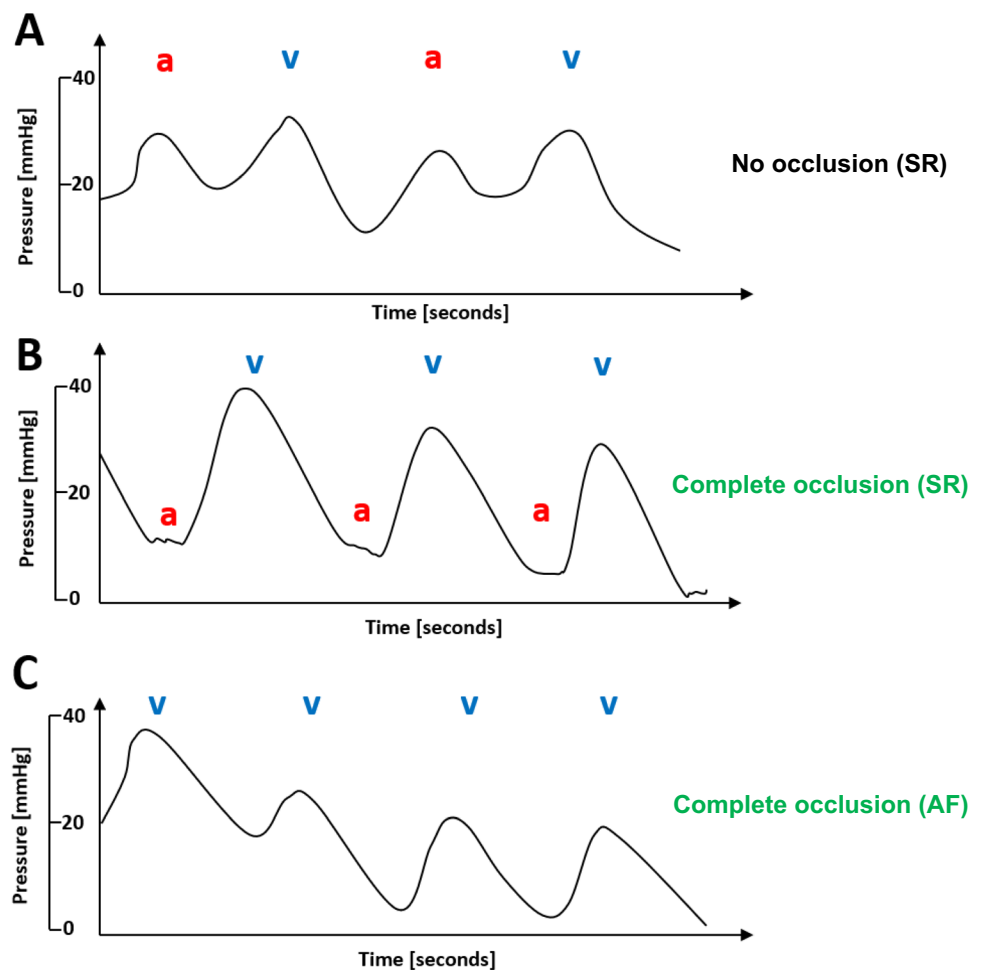 A
a v a v
40
20
0
Pressure [mmHg]
No occlusion (SR)
Time [seconds]
B
v v v
40
20
0
a a a
Pressure [mmHg]
Complete occlusion (SR)
Time [seconds]
C
v v v v
40
20
0
Pressure [mmHg]
Complete occlusion (AF)
Time [seconds]